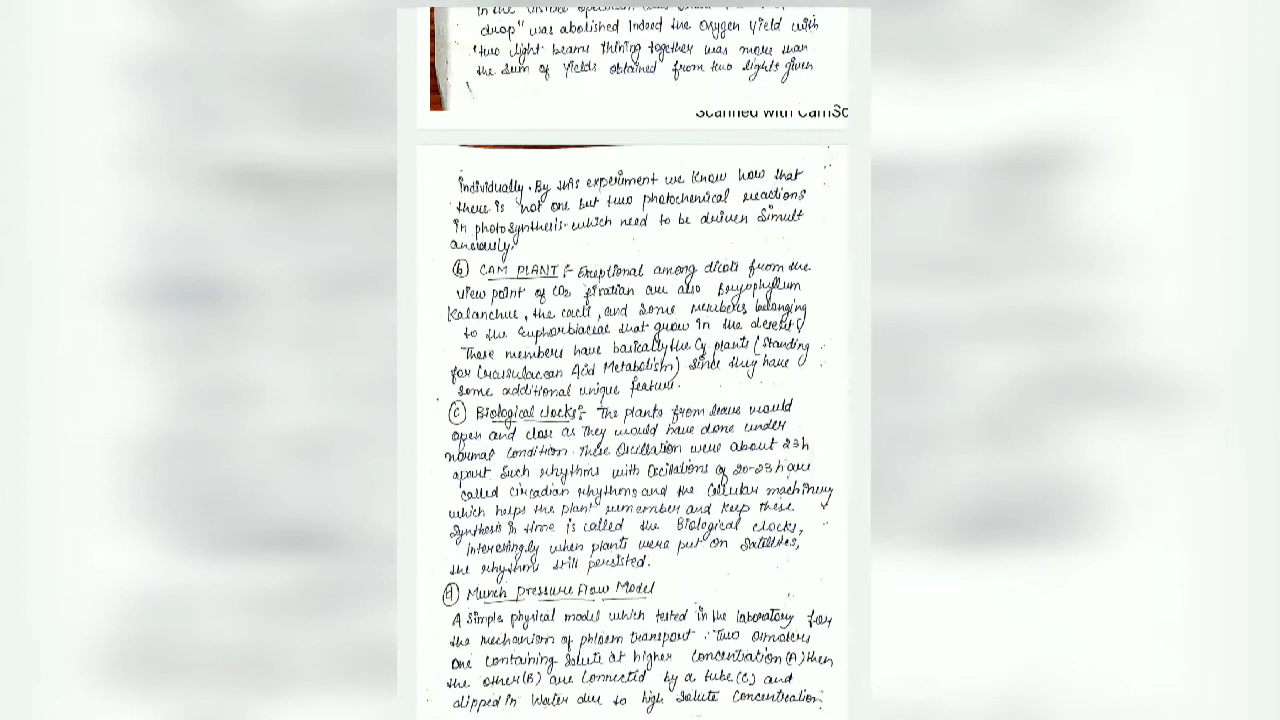 drop" was abolished Indeed the oxygen yield with
two light beams thining together was more than
the sum of yields obtained from two lights given
Scanned with CamSc
individually. By this experiment we know how that
there is not one but two photochemical reactions
in photosynthesis which need to be driven simult
aneously.
(b) CAM PLANT :- Exceptional among dicots from the
view point of CO2 fixation are also Bryophyllum
Kalanchue, the cacti, and some members belonging
to the Euphorbiaceae that grow in the deserts
These members have basically the C4 plants (Standing
for Crassulacean Acid Metabolism) since they have
some additional unique feature.
(C) Biological clocks :- The plants from leaves would
open and close as they would have done under
normal condition. These Oscillation were about 23h
apart. Such rhythms with Oscillations of 20-23h are
called circadian rhythms and the Cellular machinery
which helps the plant remember and keep these
Synthesis in time is called the Biological clocks,
Interestingly when plants were put on satellites,
the rhythms still persisted.
(d) Munch Pressure Flow Model
A simple physical model which tested in the laboratory for
the mechanism of phloem transport. Two osmoters
one containing solute at higher concentration (A) then
the other (B) are connected by a tube (C) and
dipped in water due to high solute concentration.